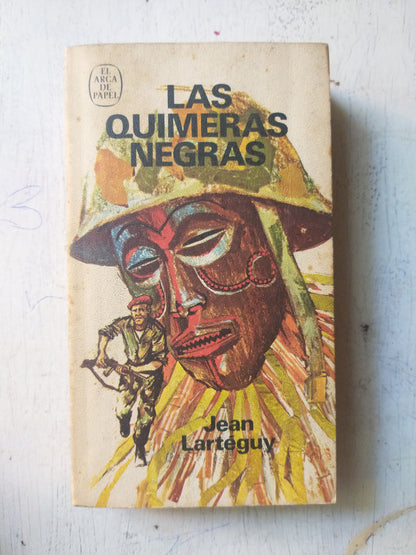 EL
ARCA
DE
PAPEL
LAS
QUIMERAS
NEGRAS
Jean
Lartéguy